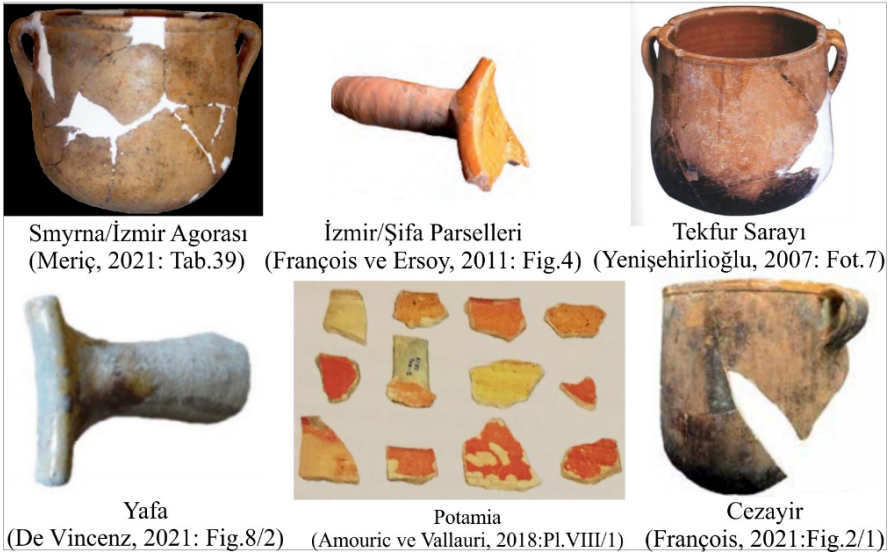 Smyrna/İzmir Agorası
(Meriç, 2021: Tab.39)
İzmir/Şifa Parselleri
(François ve Ersoy, 2011: Fig.4)
Tekfur Sarayı
(Yenişehirlioğlu, 2007: Fot.7)
Yafa
(De Vincenz, 2021: Fig.8/2)
Potamia
(Amouric ve Vallauri, 2018:Pl.VIII/1)
Cezayir
(François, 2021:Fig.2/1)